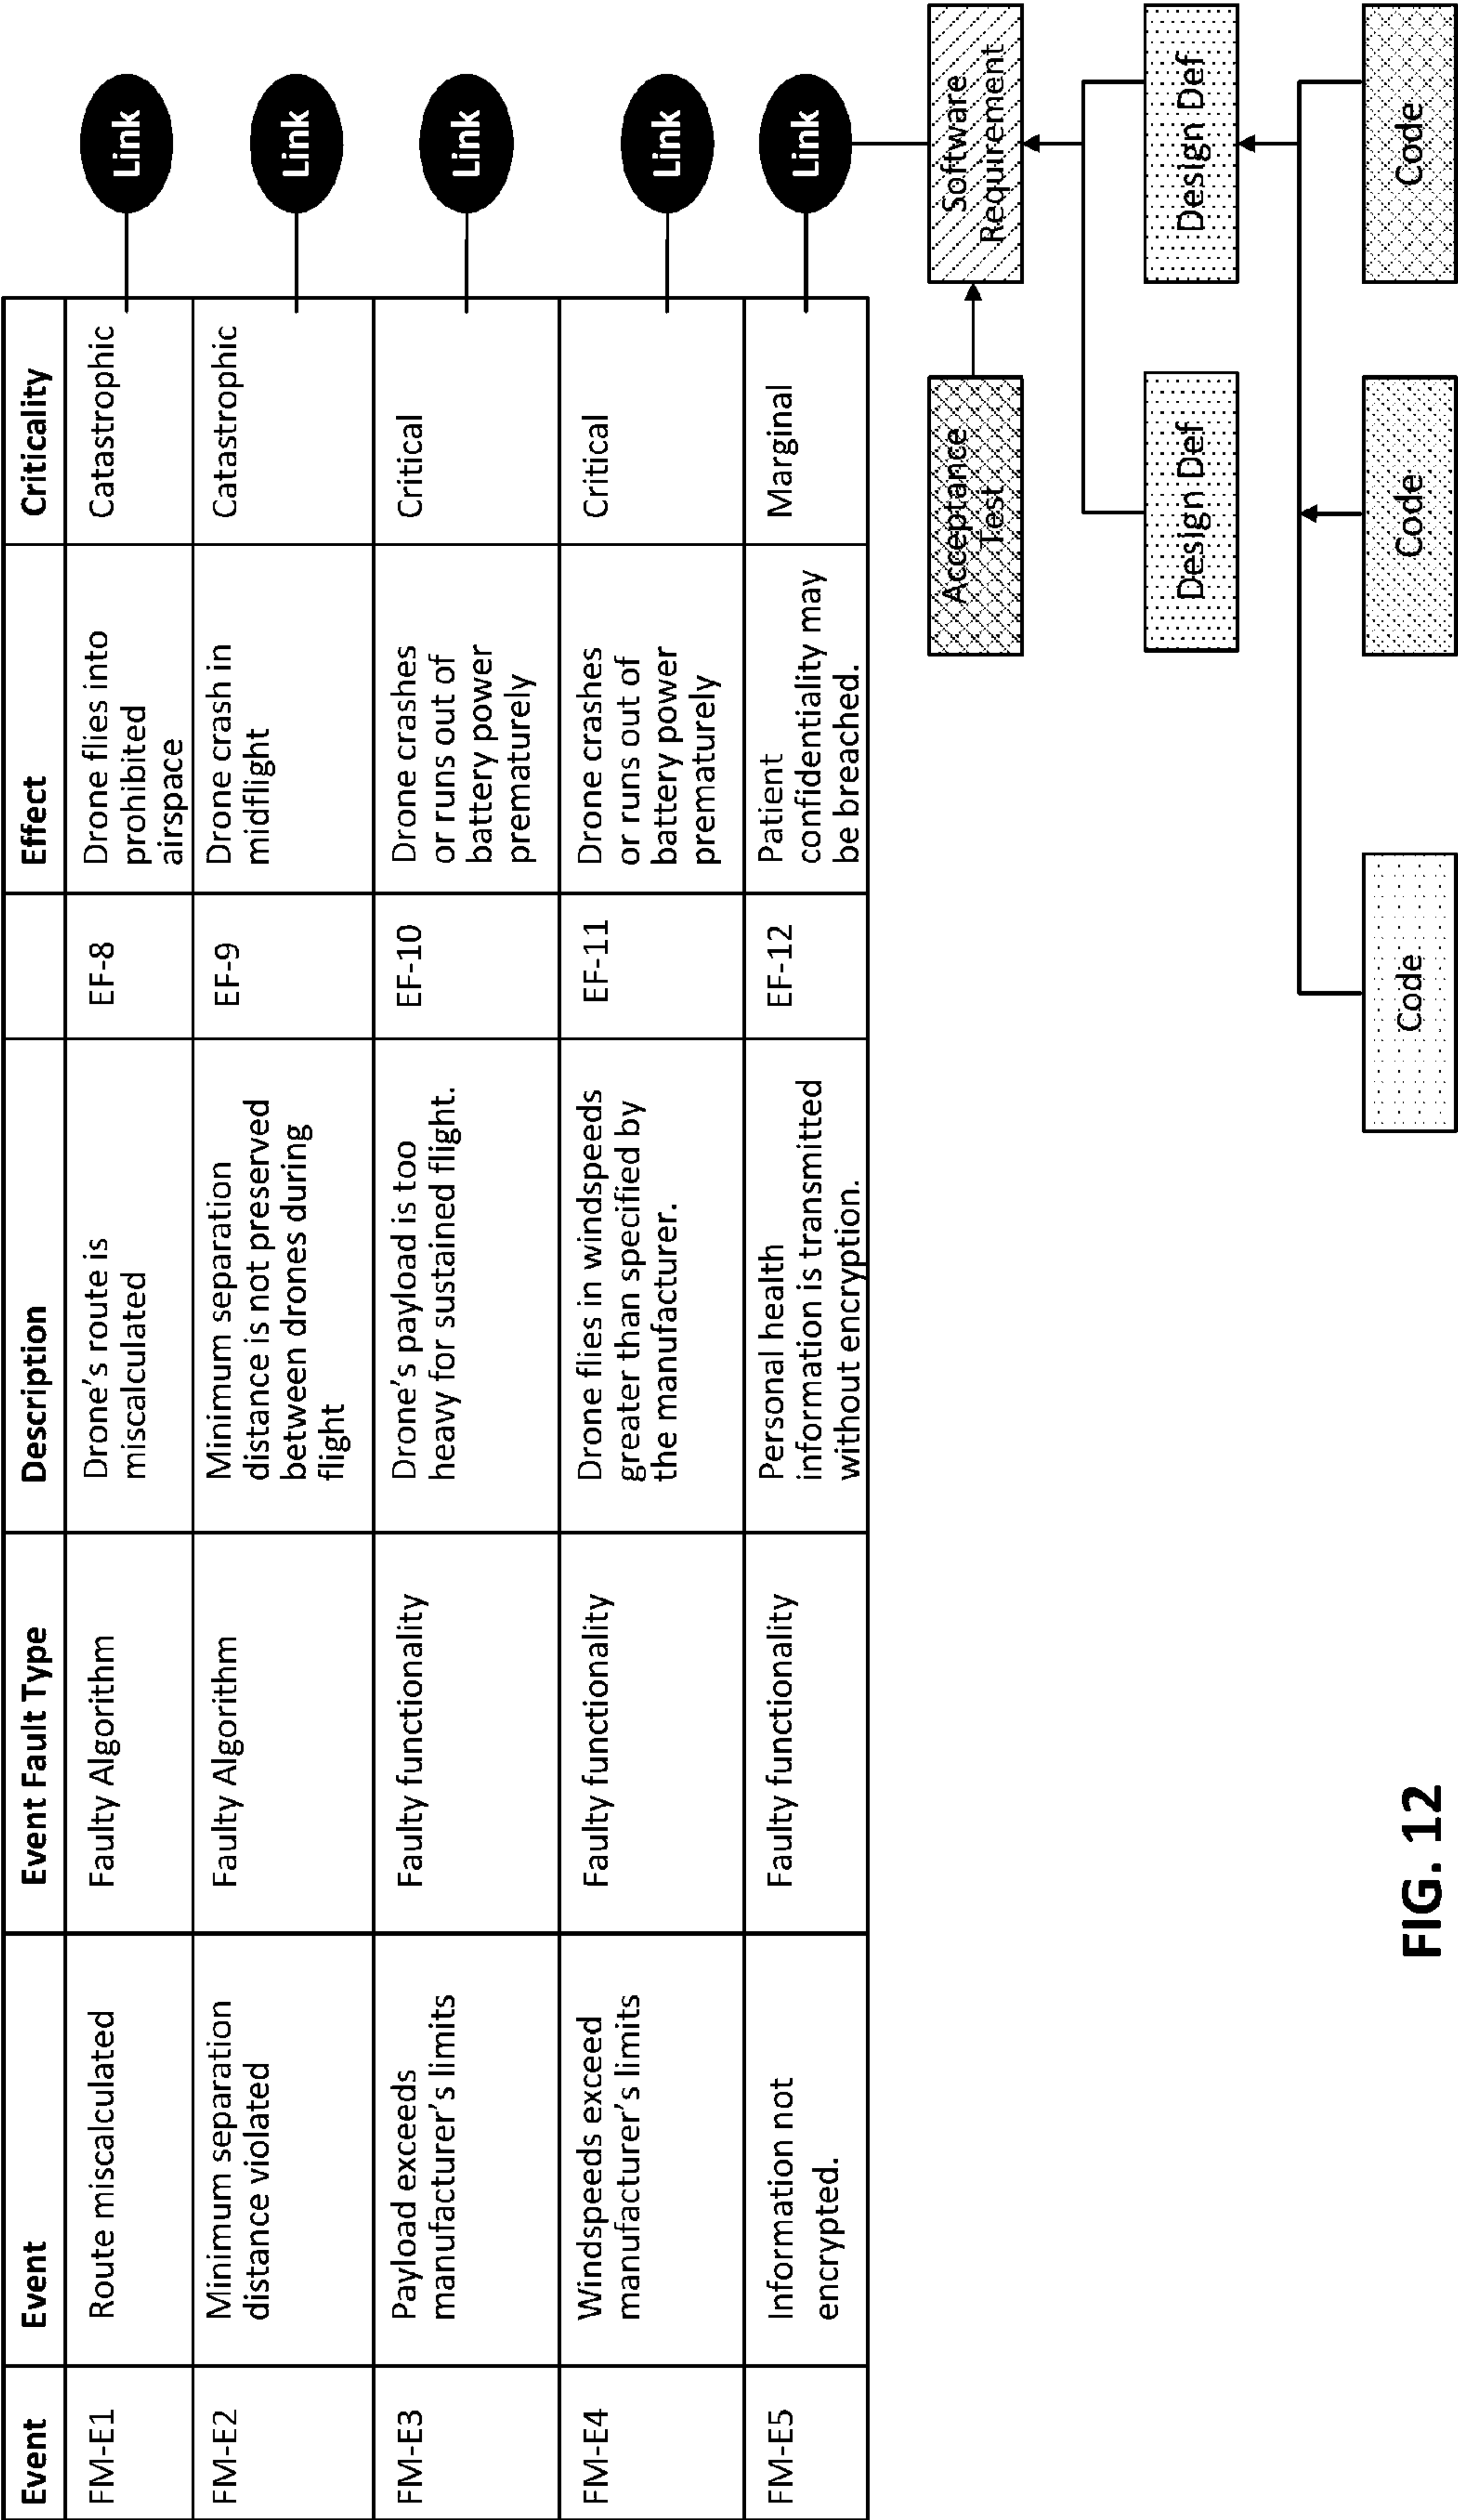 Event
Event
Event Fault Type
Description
Effect
Criticality
FM-E1
Route miscalculated
Faulty Algorithm
Drone's route is
miscalculated
EF-8
Drone flies into
prohibited
airspace
Catastrophic
Link
FM-E2
Minimum separation
distance violated
Faulty Algorithm
Minimum separation
distance is not preserved
between drones during
flight
EF-9
Drone crash in
midflight
Catastrophic
Link
FM-E3
Payload exceeds
manufacturer's limits
Faulty functionality
Drone's payload is too
heavy for sustained flight.
EF-10
Drone crashes
or runs out of
battery power
prematurely
Critical
Link
FM-E4
Windspeeds exceed
manufacturer's limits
Faulty functionality
Drone flies in windspeeds
greater than specified by
the manufacturer.
EF-11
Drone crashes
or runs out of
battery power
prematurely
Critical
Link
FM-E5
Information not
encrypted.
Faulty functionality
Personal health
information is transmitted
without encryption.
EF-12
Patient
confidentiality may
be breached.
Marginal
Link
Acceptance
Test
Software
Requirement
Design Def
Design Def
Code
Code
Code
FIG. 12